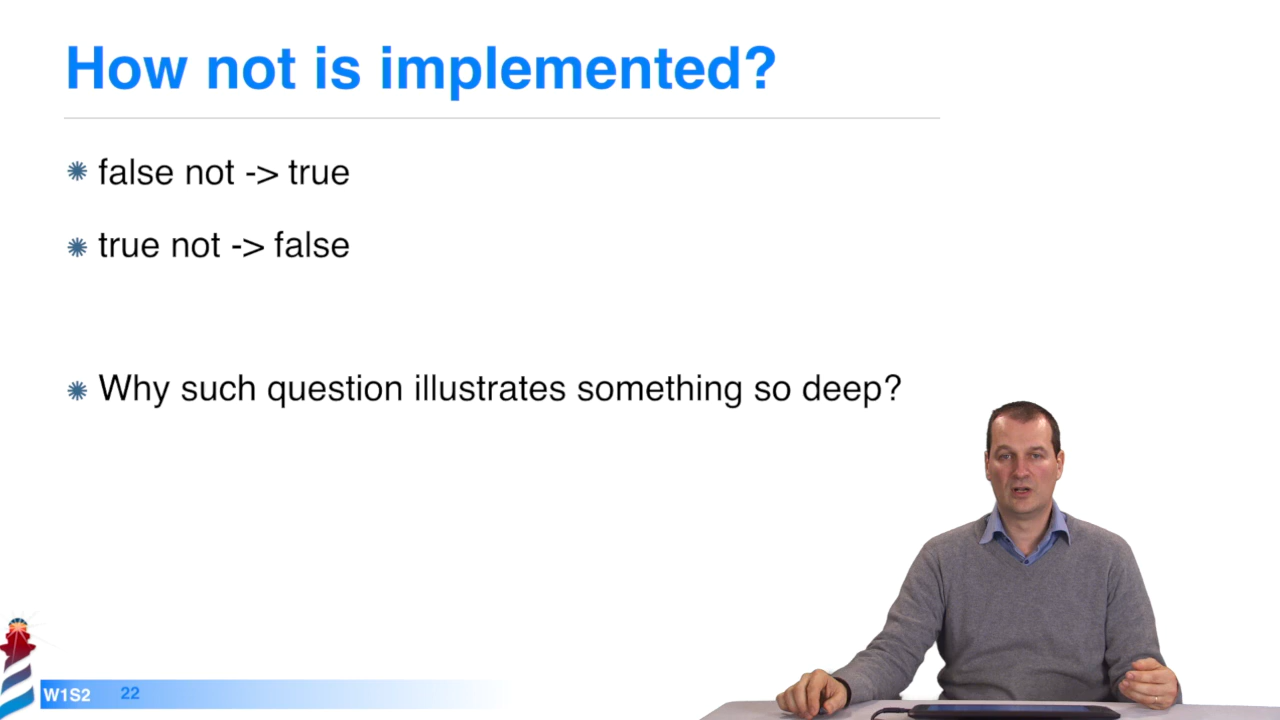 How not is implemented?
false not -> true
true not -> false
Why such question illustrates something so deep?
W1S2 22